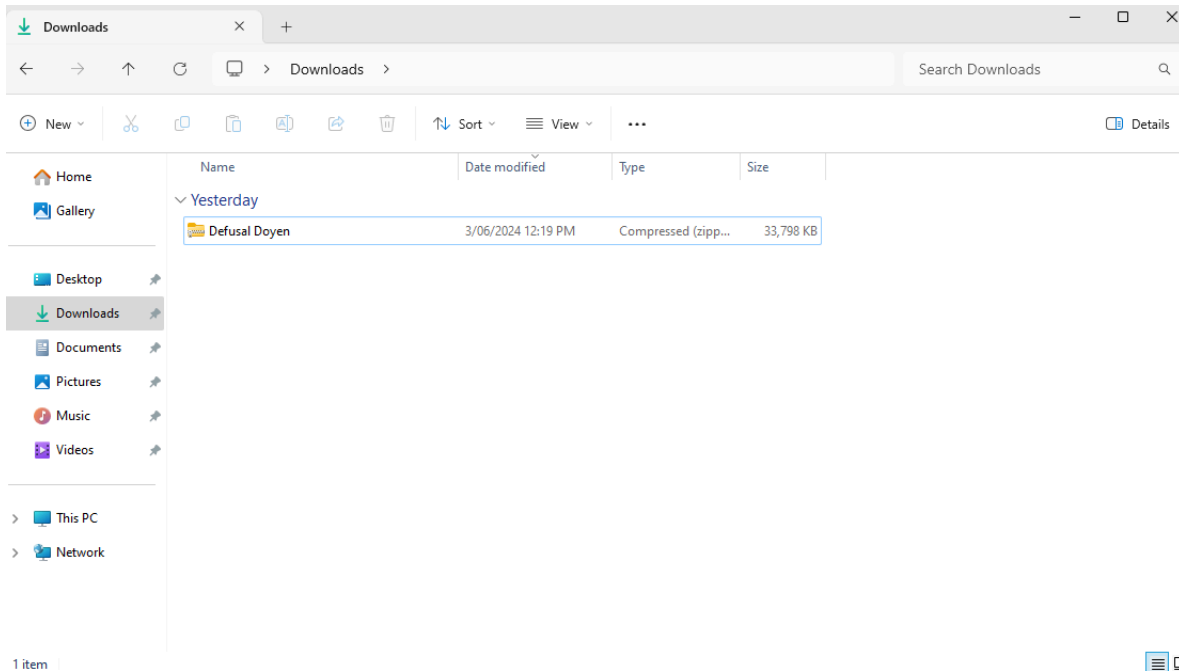 Downloads
Downloads
Search Downloads
New
Sort
View
Details
Home
Gallery
Desktop
Downloads
Documents
Pictures
Music
Videos
This PC
Network
Name Date modified Type Size
Yesterday
Defusal Doyen 3/06/2024 12:19 PM Compressed (zipp... 33,798 KB
1 item